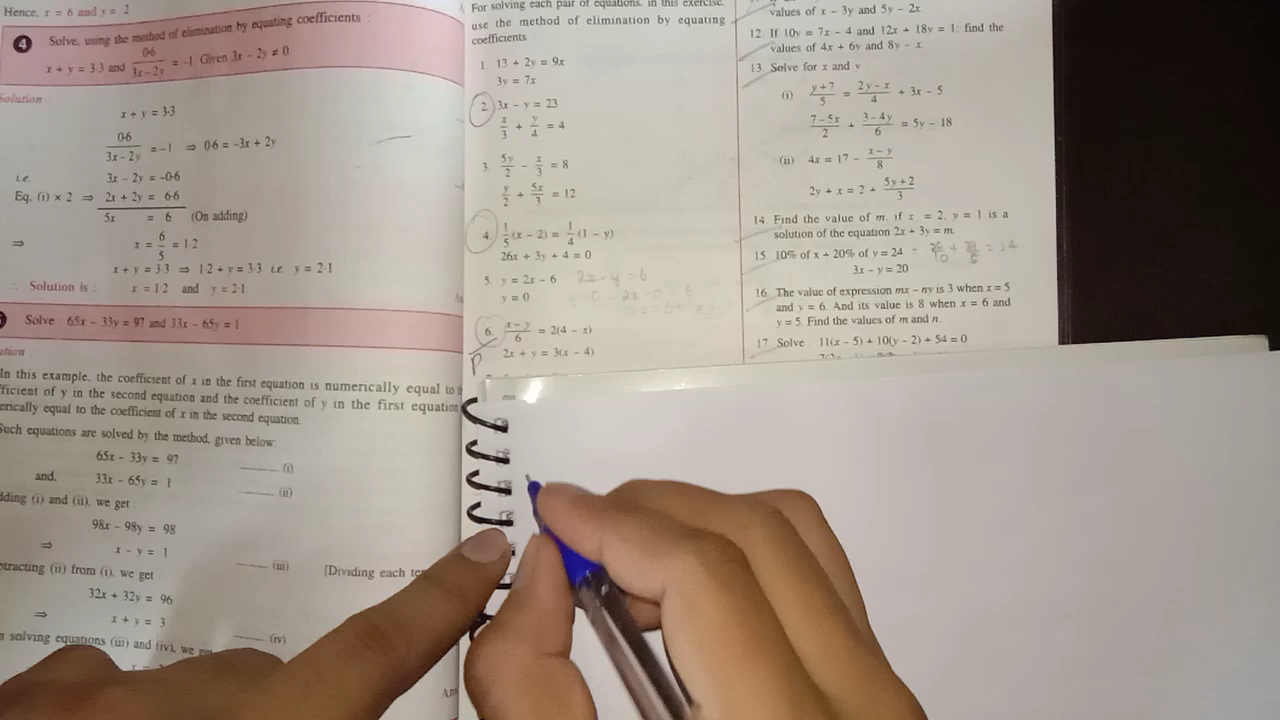 Hence, x = 6 and y = 2
4 Solve, using the method of elimination by equating coefficients :
x + y = 3·3 and 0·6/3x − 2y = −1. Given 3x − 2y ≠ 0.
Solution :
x + y = 3·3
0·6/3x − 2y = −1 ⇒ 0·6 = −3x + 2y
i.e. 3x − 2y = −0·6
Eq. (i) × 2 ⇒ 2x + 2y = 6·6
5x = 6 (On adding)
⇒ x = 6/5 = 1·2
x + y = 3·3 ⇒ 1·2 + y = 3·3 i.e. y = 2·1
∴ Solution is : x = 1·2 and y = 2·1
Solve : 65x − 33y = 97 and 33x − 65y = 1
In this example, the coefficient of x in the first equation is numerically equal to
of y in the second equation and the coefficient of y in the first equation
equal to the coefficient of x in the second equation.
Such equations are solved by the method, given below:
65x − 33y = 97 (i)
and, 33x − 65y = 1 (ii)
(i) and (ii), we get :
98x − 98y = 98
⇒ x − y = 1 (iii) [Dividing each
(ii) from (i), we get
32x + 32y = 96
⇒ x + y = 3 (iv)
solving equations (iii) and (iv), we
For solving each pair of equations, in this exercise,
use the method of elimination by equating
coefficients
1. 13 + 2y = 9x
3y = 7x
2. 3x − y = 23
x/3 + y/4 = 4
3. 5y/2 − x/3 = 8
y/2 + 5x/3 = 12
4. 1/5(x − 2) = 1/4(1 − y)
26x + 3y + 4 = 0
5. y = 2x − 6 2x − y = 6
y = 0
6. x − y/6 = 2(4 − x)
2x + y = 3(x − 4)
P
values of x − 3y and 5y − 2x.
12. If 10y = 7x − 4 and 12x + 18y = 1; find the
values of 4x + 6y and 8y − x.
13. Solve for x and y :
(i) y + 7/5 = 2y − x/4 + 3x − 5
7 − 5x/2 + 3 − 4y/6 = 5y − 18
(ii) 4x = 17 − x − y/8
2y + x = 2 + 5y + 2/3
14. Find the value of m, if x = 2, y = 1 is a
solution of the equation 2x + 3y = m.
15. 10% of x + 20% of y = 24
3x − y = 20
16. The value of expression mx − ny is 3 when x = 5
and y = 6. And its value is 8 when x = 6 and
y = 5. Find the values of m and n.
17. Solve : 11(x − 5) + 10(y − 2) + 54 = 0